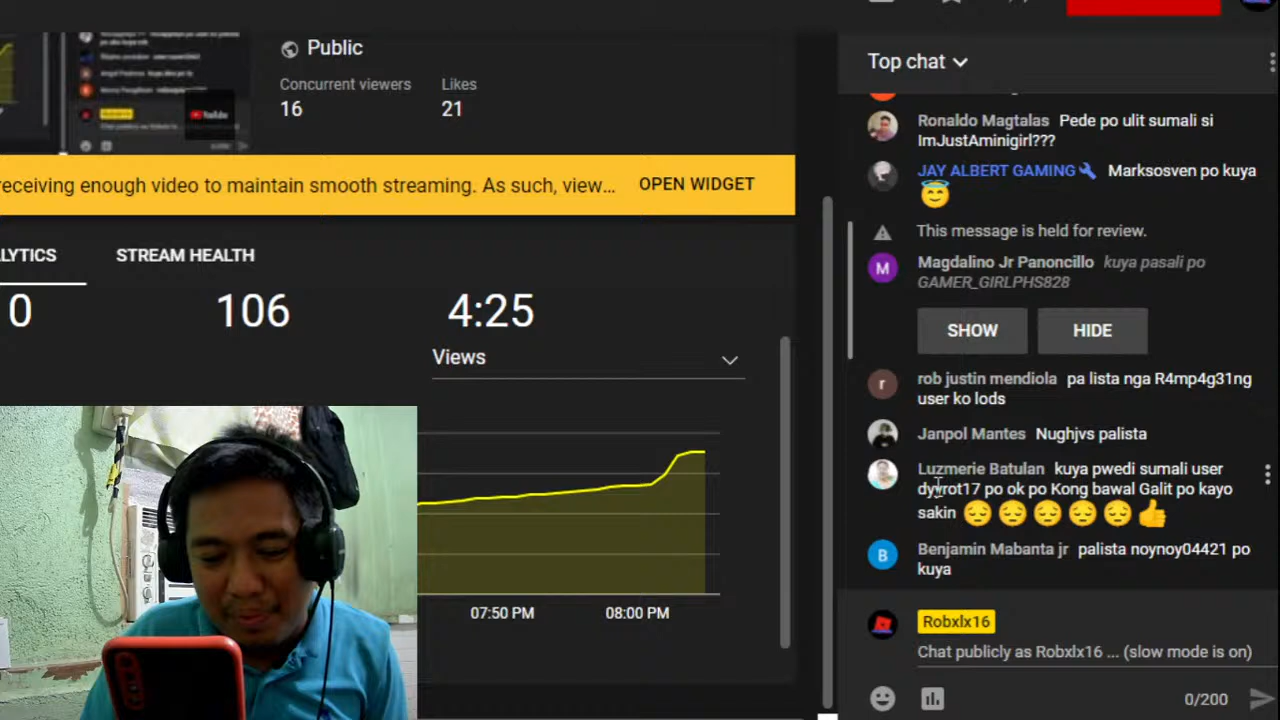 Public
Concurrent viewers
Likes
16
21
receiving enough video to maintain smooth streaming. As such, view...
OPEN WIDGET
LYTICS
STREAM HEALTH
0
106
4:25
Views
07:50 PM
08:00 PM
Top chat
Ronaldo Magtalas Pede po ulit sumali si
ImJustAminigirl???
JAY ALBERT GAMING Marksosven po kuya
😇
This message is held for review.
M
Magdalino Jr Panoncillo kuya pasali po
GAMER_GIRLPHS828
SHOW
HIDE
r
rob justin mendiola pa lista nga R4mp4g31ng
user ko lods
Janpol Mantes Nughjvs palista
Luzmerie Batulan kuya pwedi sumali user
dyrrot17 po ok po Kong bawal Galit po kayo
sakin 😔😔😔😔😔👍
B
Benjamin Mabanta jr palista noynoy04421 po
kuya
Robxlx16
Chat publicly as Robxlx16 ... (slow mode is on)
0/200